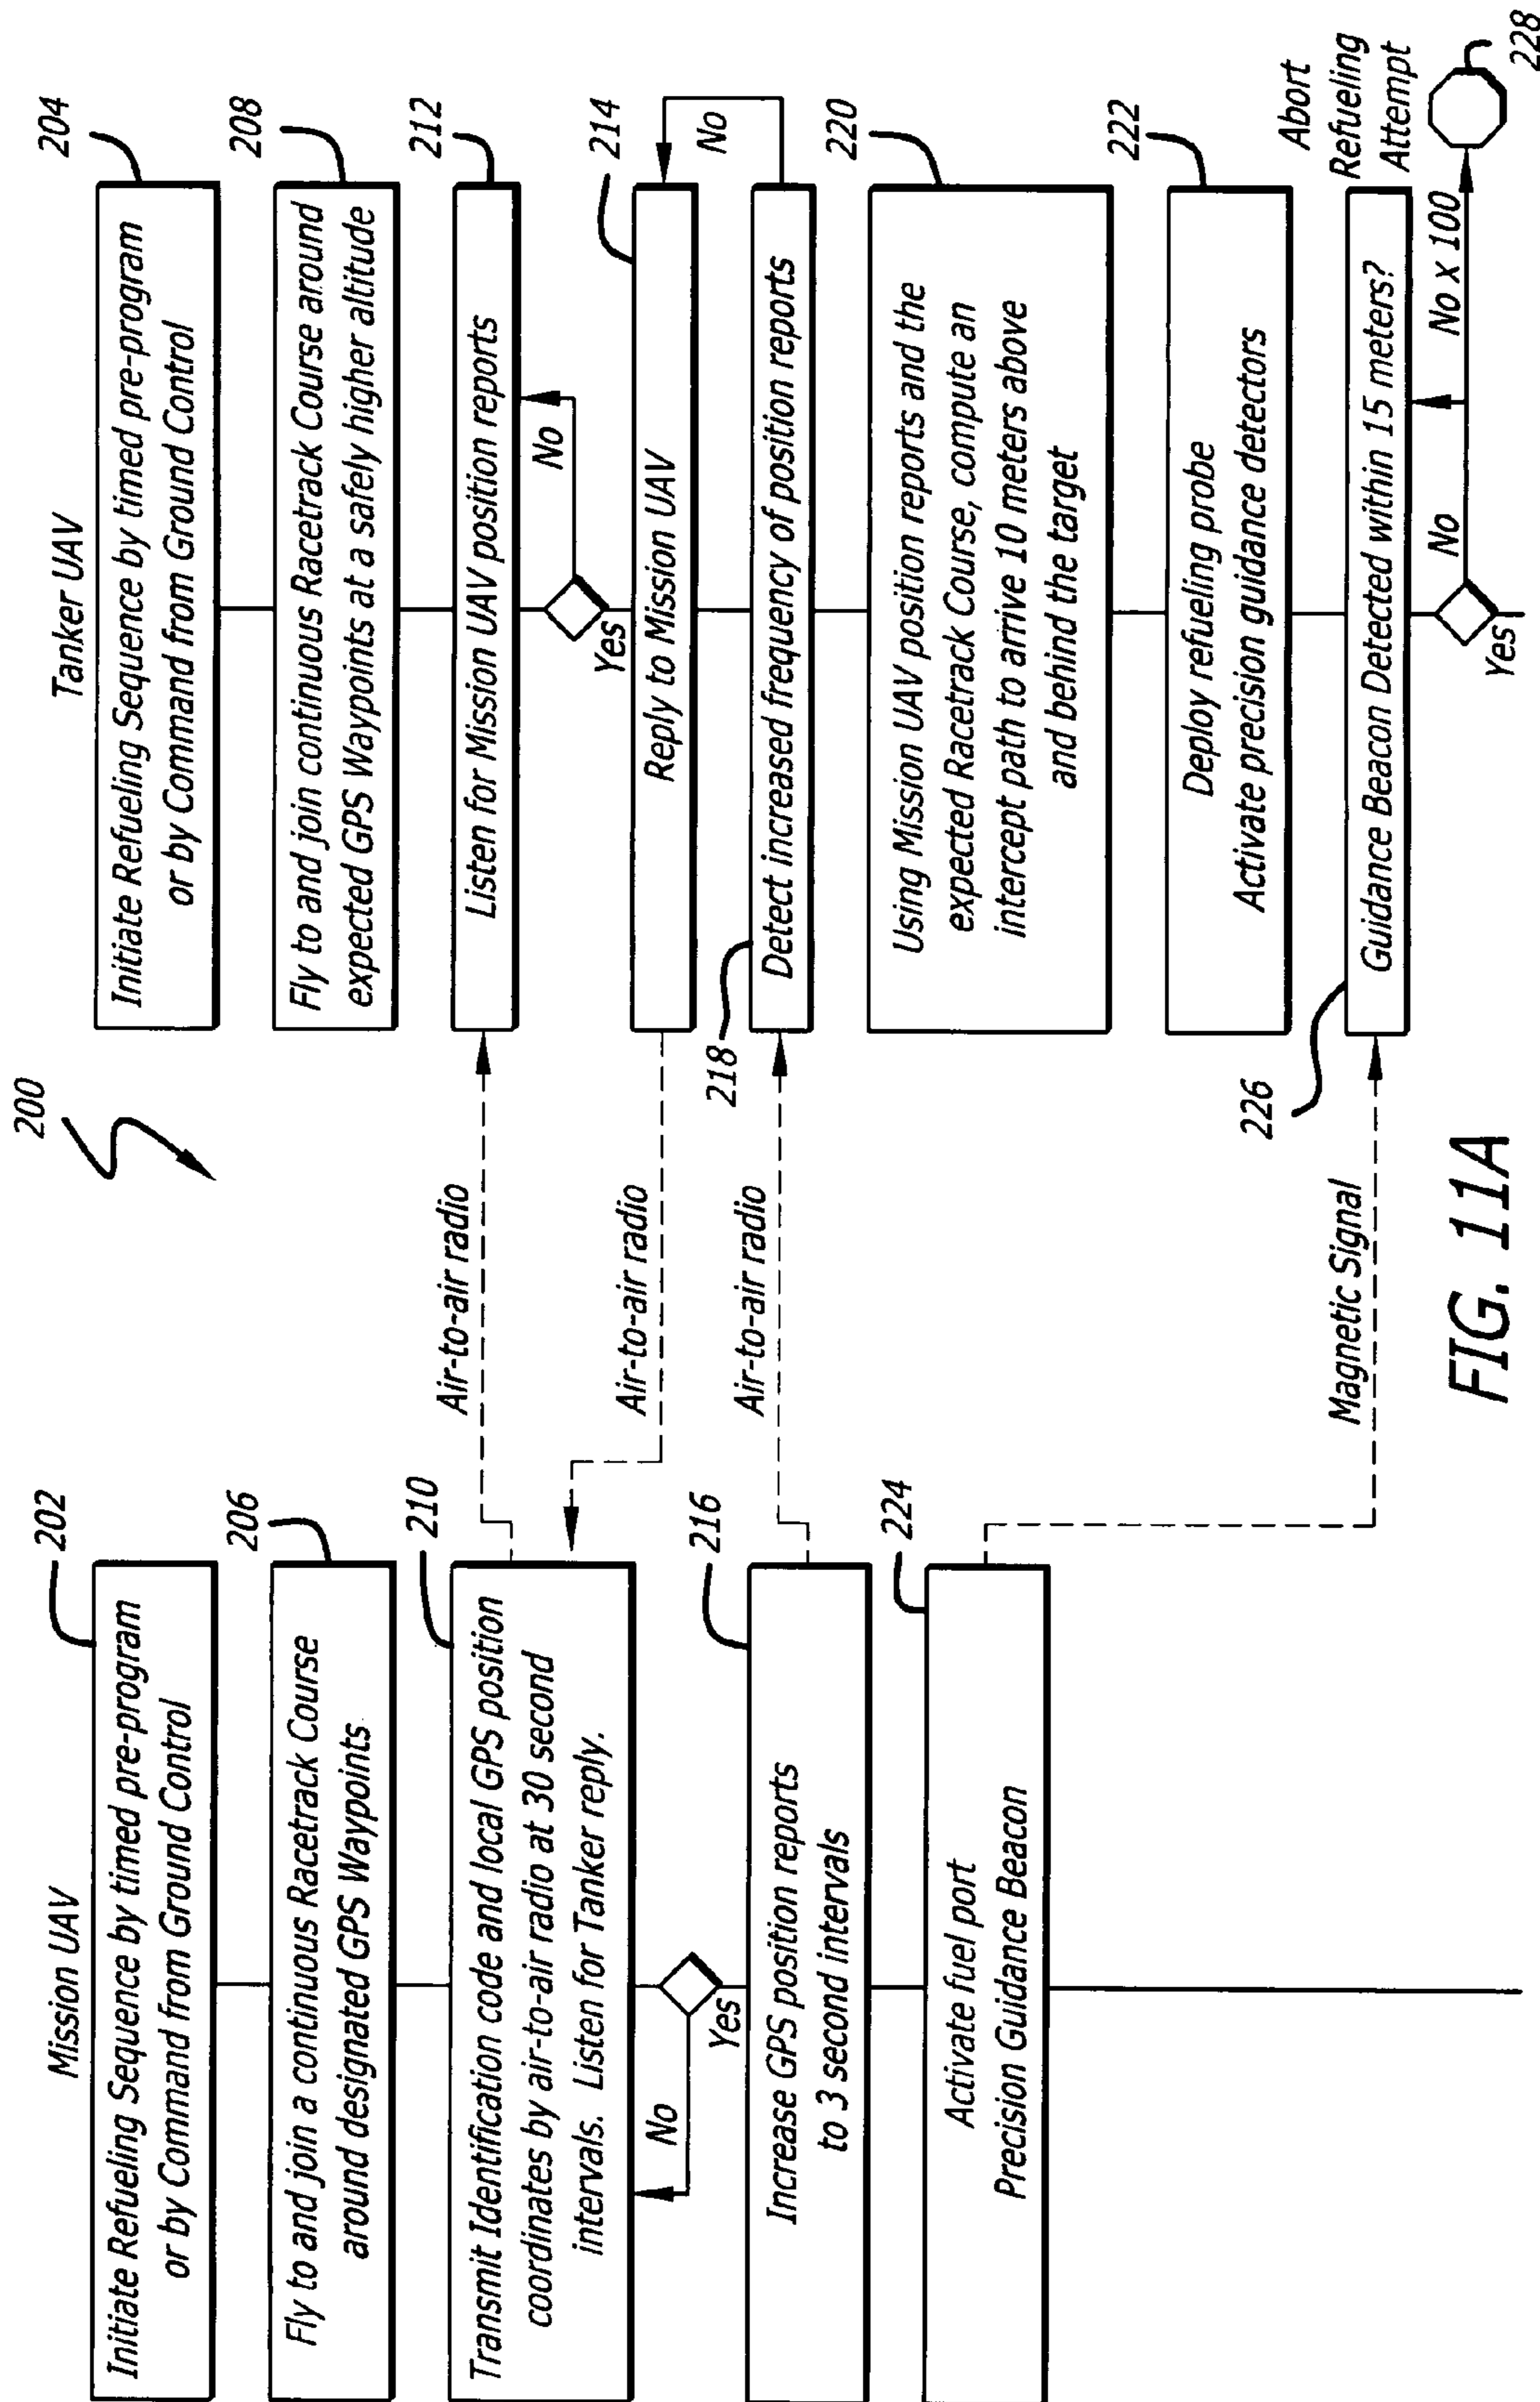 200
Mission UAV
202
Initiate Refueling Sequence by timed pre-program
or by Command from Ground Control
206
Fly to and join a continuous Racetrack Course
around designated GPS Waypoints
210
Transmit Identification code and local GPS position
coordinates by air-to-air radio at 30 second
intervals. Listen for Tanker reply.
No
Yes
216
Increase GPS position reports
to 3 second intervals
224
Activate fuel port
Precision Guidance Beacon
Air-to-air radio
Air-to-air radio
Air-to-air radio
Magnetic Signal
Tanker UAV
204
Initiate Refueling Sequence by timed pre-program
or by Command from Ground Control
208
Fly to and join continuous Racetrack Course around
expected GPS Waypoints at a safely higher altitude
212
Listen for Mission UAV position reports
No
Yes
214
Reply to Mission UAV
No
218
Detect increased frequency of position reports
220
Using Mission UAV position reports and the
expected Racetrack Course, compute an
intercept path to arrive 10 meters above
and behind the target
222
Deploy refueling probe
Activate precision guidance detectors
226
Guidance Beacon Detected within 15 meters?
No
No x 100
Yes
Abort
Refueling
Attempt
228
FIG. 11A